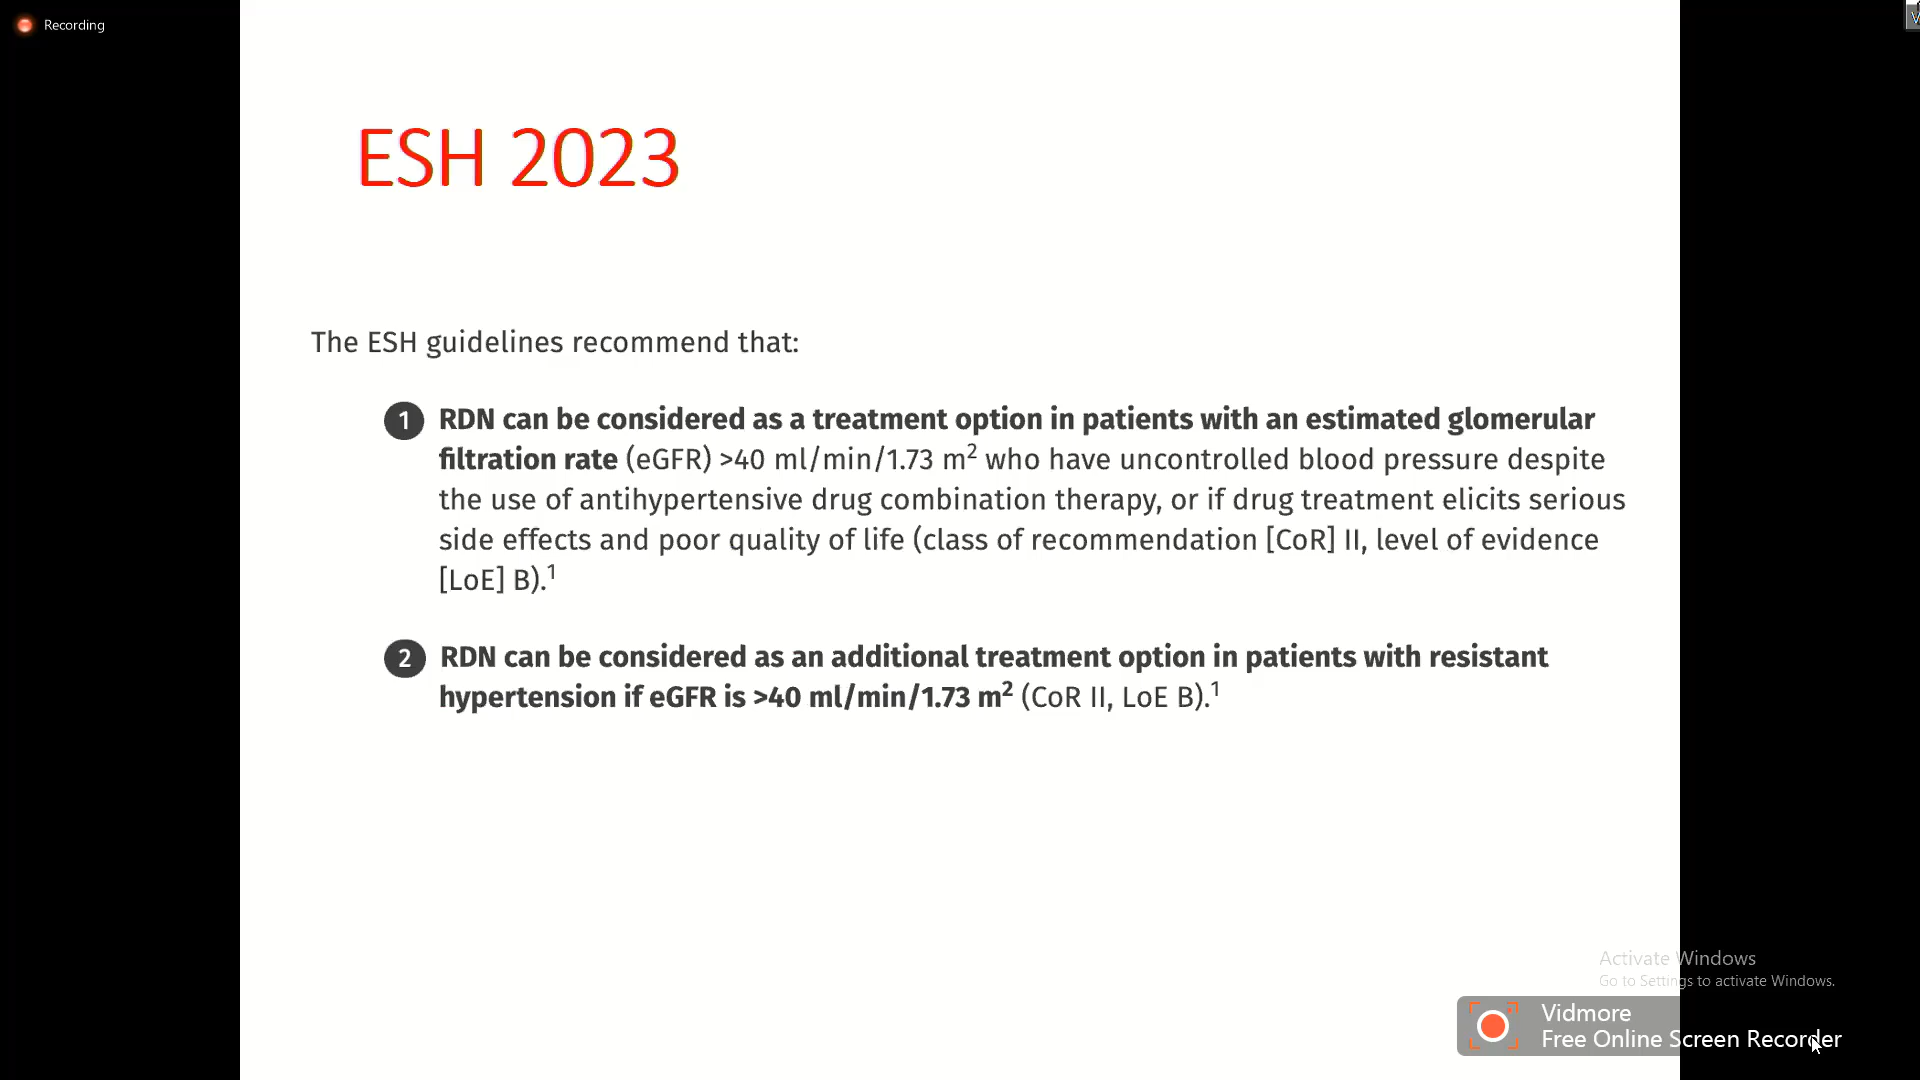 Recording
ESH 2023
The ESH guidelines recommend that:
1 RDN can be considered as a treatment option in patients with an estimated glomerular
filtration rate (eGFR) >40 ml/min/1.73 m² who have uncontrolled blood pressure despite
the use of antihypertensive drug combination therapy, or if drug treatment elicits serious
side effects and poor quality of life (class of recommendation [CoR] II, level of evidence
[LoE] B).¹
2 RDN can be considered as an additional treatment option in patients with resistant
hypertension if eGFR is >40 ml/min/1.73 m² (CoR II, LoE B).¹
Activate Windows
Go to Settings to activate Windows.
Vidmore
Free Online Screen Recorder